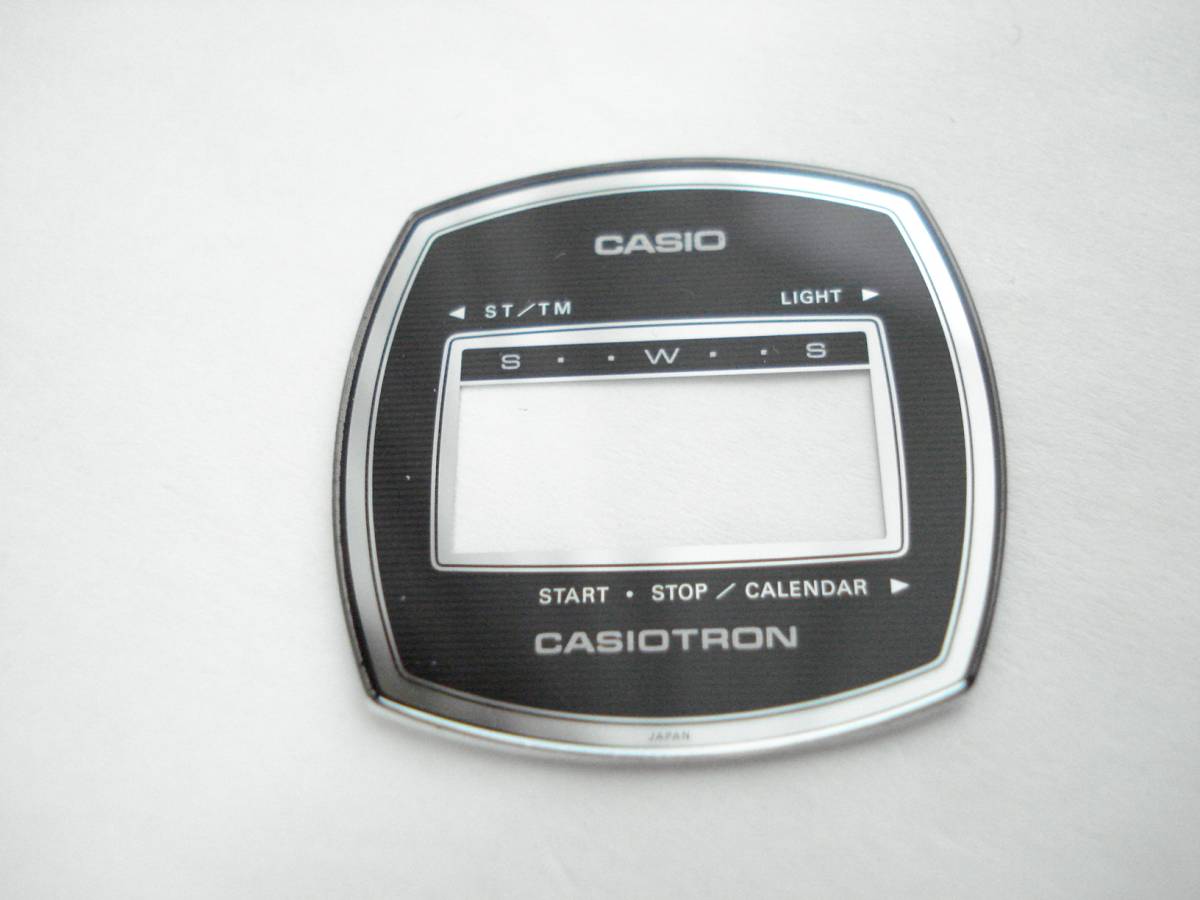 CASIO
◀ ST/TM LIGHT ▶
S · · W · · S
START · STOP / CALENDAR ▶
CASIOTRON
JAPAN